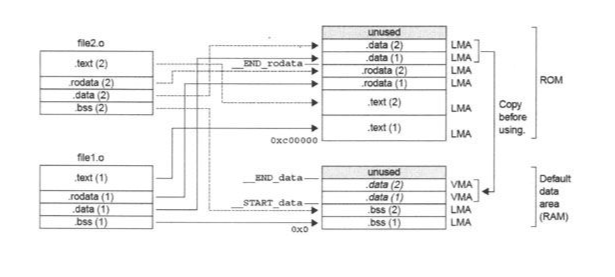 file2.o
.text (2)
.rodata (2)
.data (2)
.bss (2)
file1.o
.text (1)
.rodata (1)
.data (1)
.bss (1)
unused
.data (2) LMA
__END_rodata .data (1) LMA
.rodata (2) LMA
.rodata (1) LMA
.text (2) LMA
.text (1) LMA
0xc00000
ROM
Copy
before
using.
unused
__END_data .data (2) VMA
.data (1) VMA
__START_data .bss (2) LMA
.bss (1) LMA
0x0
Default
data
area
(RAM)